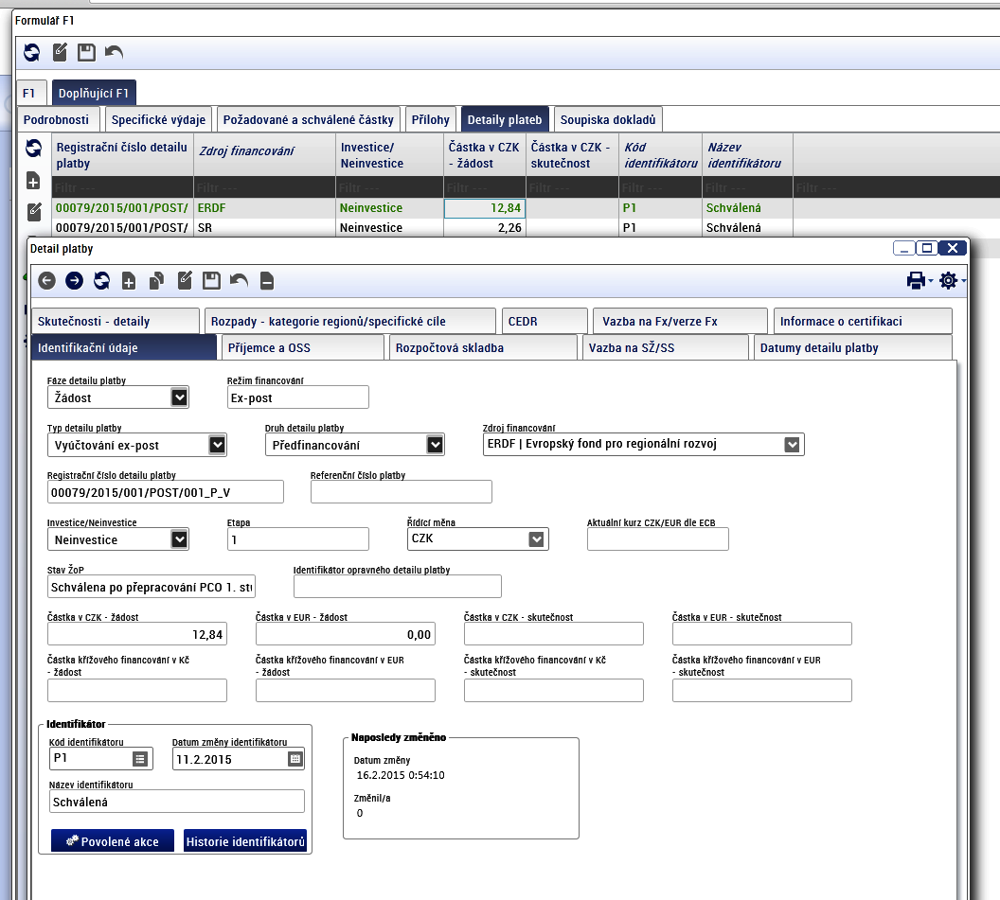 Formulář F1
F1 Doplňující F1
Podrobnosti Specifické výdaje Požadované a schválené částky Přílohy Detaily plateb Soupiska dokladů
Registrační číslo detailu platby Zdroj financování Investice/ Neinvestice Částka v CZK - žádost Částka v CZK - skutečnost Kód identifikátoru Název identifikátoru
Filtr --- Filtr --- Filtr --- Filtr --- Filtr --- Filtr --- Filtr --- Filtr ---
00079/2015/001/POST/ ERDF Neinvestice 12,84 P1 Schválená
00079/2015/001/POST/ SR Neinvestice 2,26 P1 Schválená
Detail platby
Skutečnosti - detaily Rozpady - kategorie regionů/specifické cíle CEDR Vazba na Fx/verze Fx Informace o certifikaci
Identifikační údaje Příjemce a OSS Rozpočtová skladba Vazba na SŽ/SS Datumy detailu platby
Fáze detailu platby Režim financování
Žádost Ex-post
Typ detailu platby Druh detailu platby Zdroj financování
Vyúčtování ex-post Předfinancování ERDF | Evropský fond pro regionální rozvoj
Registrační číslo detailu platby Referenční číslo platby
00079/2015/001/POST/001_P_V
Investice/Neinvestice Etapa Řídící měna Aktuální kurz CZK/EUR dle ECB
Neinvestice 1 CZK
Stav ŽoP Identifikátor opravného detailu platby
Schválena po přepracování PCO 1. stu
Částka v CZK - žádost Částka v EUR - žádost Částka v CZK - skutečnost Částka v EUR - skutečnost
12,84 0,00
Částka křížového financování v Kč Částka křížového financování v EUR Částka křížového financování v Kč Částka křížového financování v EUR
- žádost - žádost - skutečnost - skutečnost
Identifikátor Naposledy změněno
Kód identifikátoru Datum změny identifikátoru
P1 11.2.2015
Datum změny
16.2.2015 0:54:10
Název identifikátoru
Schválená
Změnil/a
0
Povolené akce Historie identifikátorů